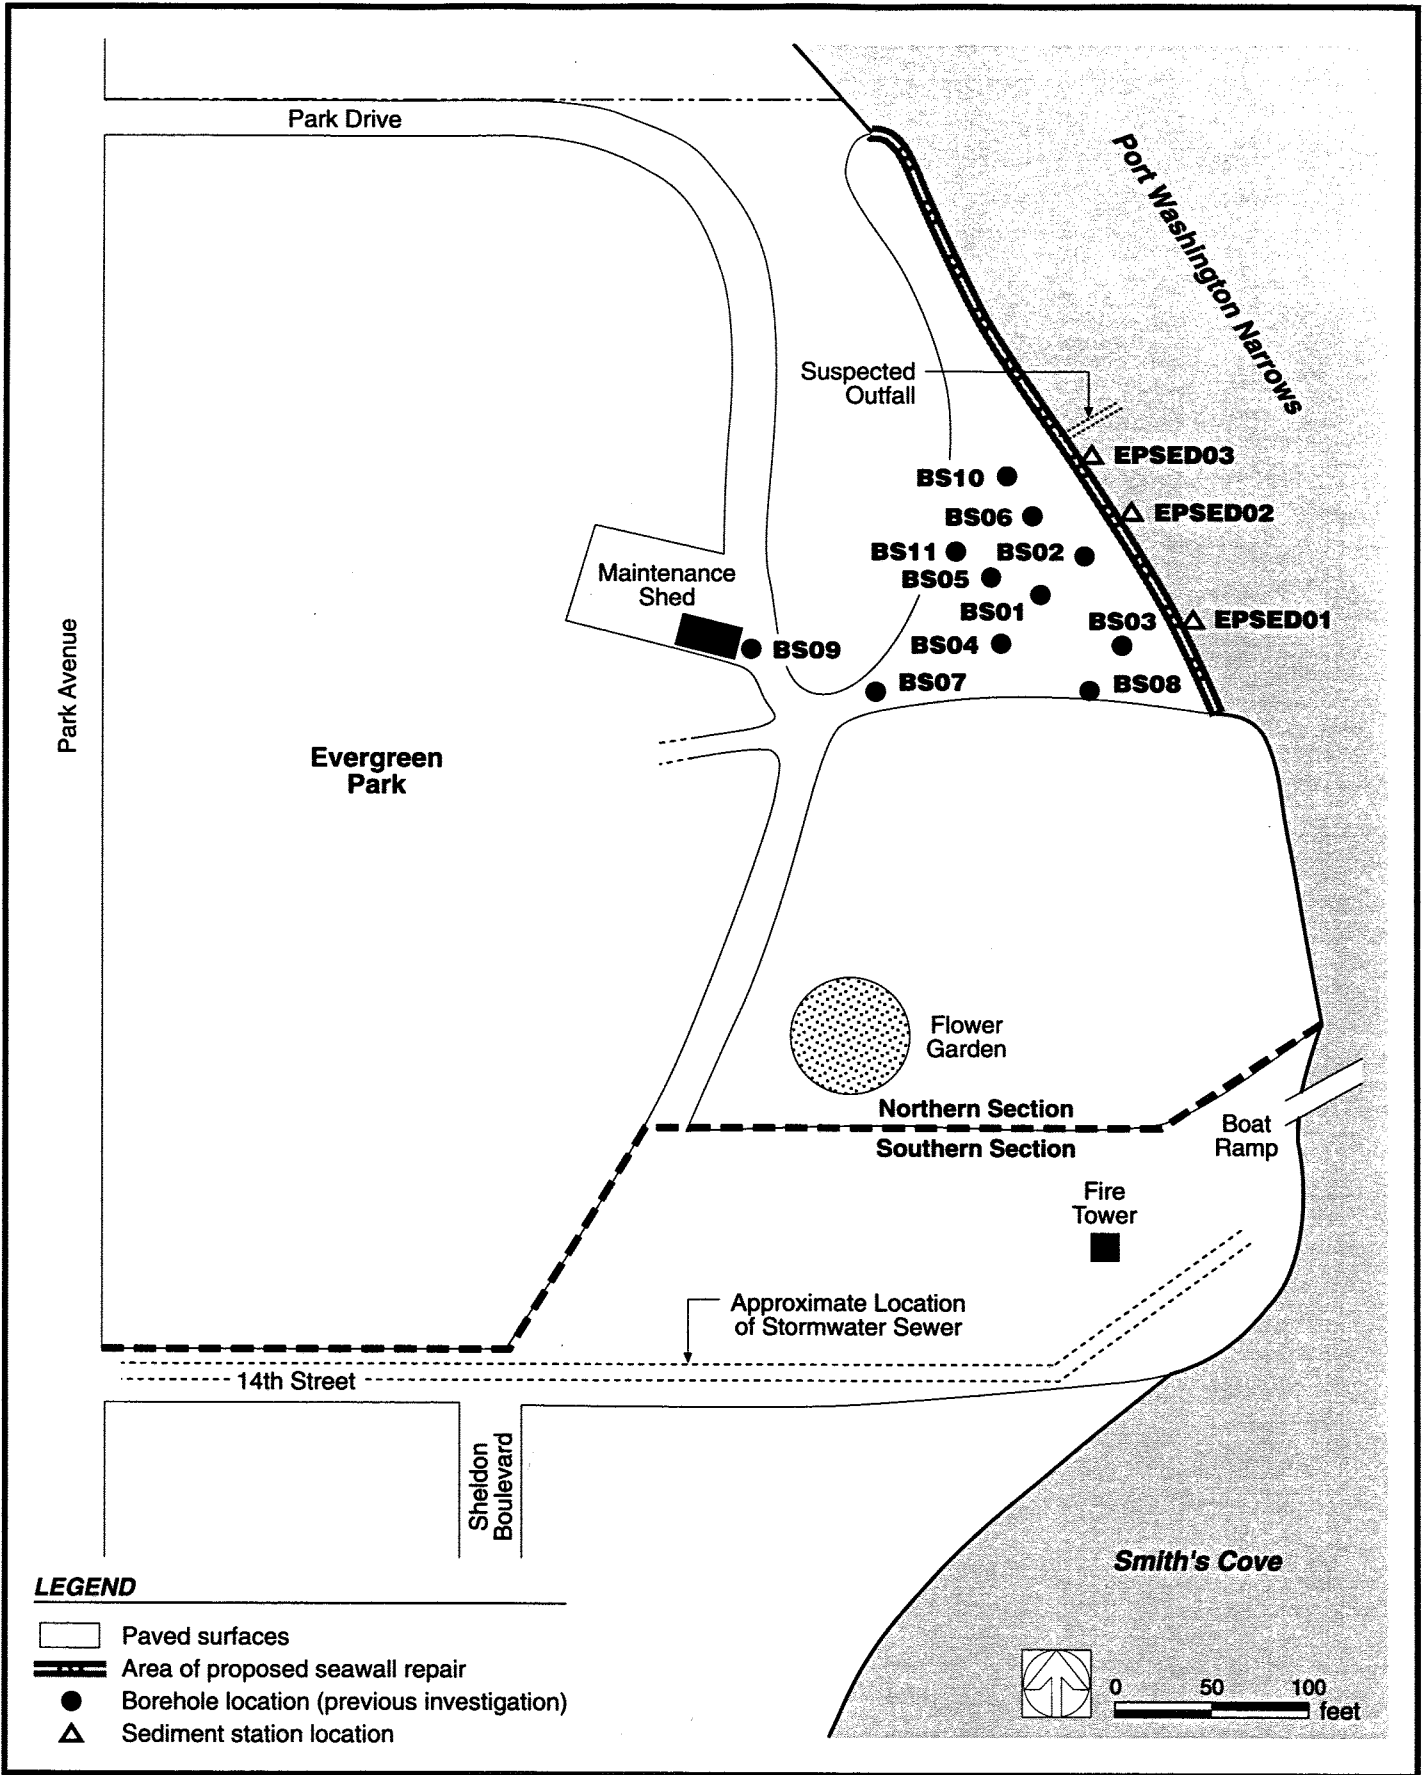 Park Drive
Port Washington Narrows
Suspected
Outfall
EPSED03
BS10
EPSED02
BS06
BS11
BS02
Maintenance
Shed
BS05
BS01
BS03
EPSED01
BS04
BS09
BS07
BS08
Park Avenue
Evergreen
Park
Flower
Garden
Northern Section
Southern Section
Boat
Ramp
Fire
Tower
Approximate Location
of Stormwater Sewer
14th Street
Sheldon
Boulevard
Smith's Cove
LEGEND
Paved surfaces
Area of proposed seawall repair
Borehole location (previous investigation)
Sediment station location
0 50 100
feet